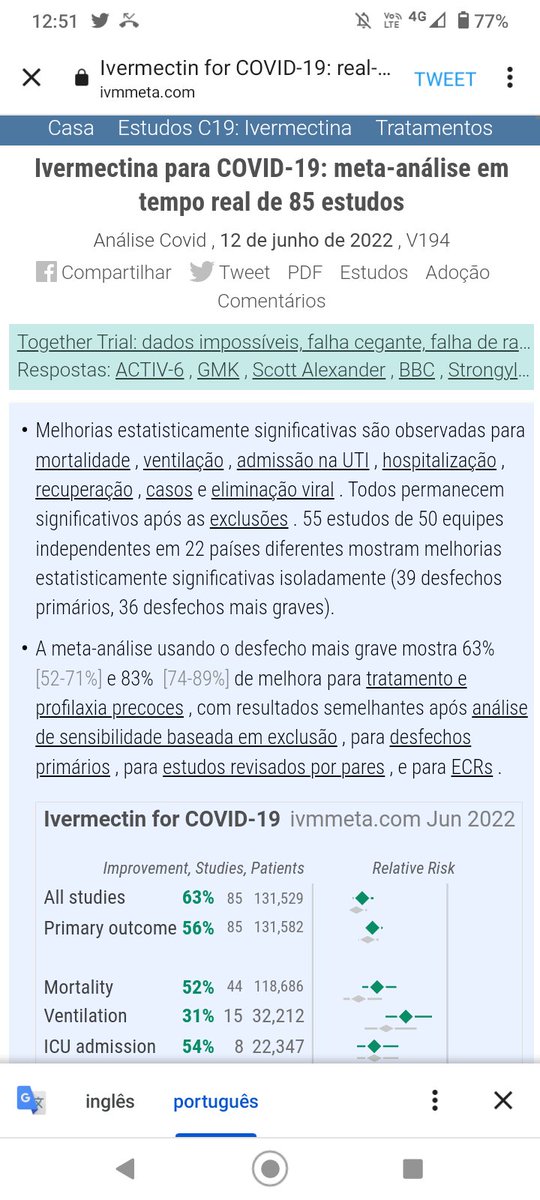 12:51
4G 77%
VoLTE
Ivermectin for COVID-19: real-...
ivmmeta.com
TWEET
Casa Estudos C19: Ivermectina Tratamentos
Ivermectina para COVID-19: meta-análise em
tempo real de 85 estudos
Análise Covid , 12 de junho de 2022 , V194
Compartilhar Tweet PDF Estudos Adoção
Comentários
Together Trial: dados impossíveis, falha cegante, falha de ra...
Respostas: ACTIV-6 , GMK , Scott Alexander , BBC , Strongyl...
• Melhorias estatisticamente significativas são observadas para
mortalidade , ventilação , admissão na UTI , hospitalização ,
recuperação , casos e eliminação viral . Todos permanecem
significativos após as exclusões . 55 estudos de 50 equipes
independentes em 22 países diferentes mostram melhorias
estatisticamente significativas isoladamente (39 desfechos
primários, 36 desfechos mais graves).
• A meta-análise usando o desfecho mais grave mostra 63%
[52-71%] e 83% [74-89%] de melhora para tratamento e
profilaxia precoces , com resultados semelhantes após análise
de sensibilidade baseada em exclusão , para desfechos
primários , para estudos revisados por pares , e para ECRs .
Ivermectin for COVID-19 ivmmeta.com Jun 2022
Improvement, Studies, Patients Relative Risk
All studies 63% 85 131,529
Primary outcome 56% 85 131,582
Mortality 52% 44 118,686
Ventilation 31% 15 32,212
ICU admission 54% 8 22,347
G inglês português